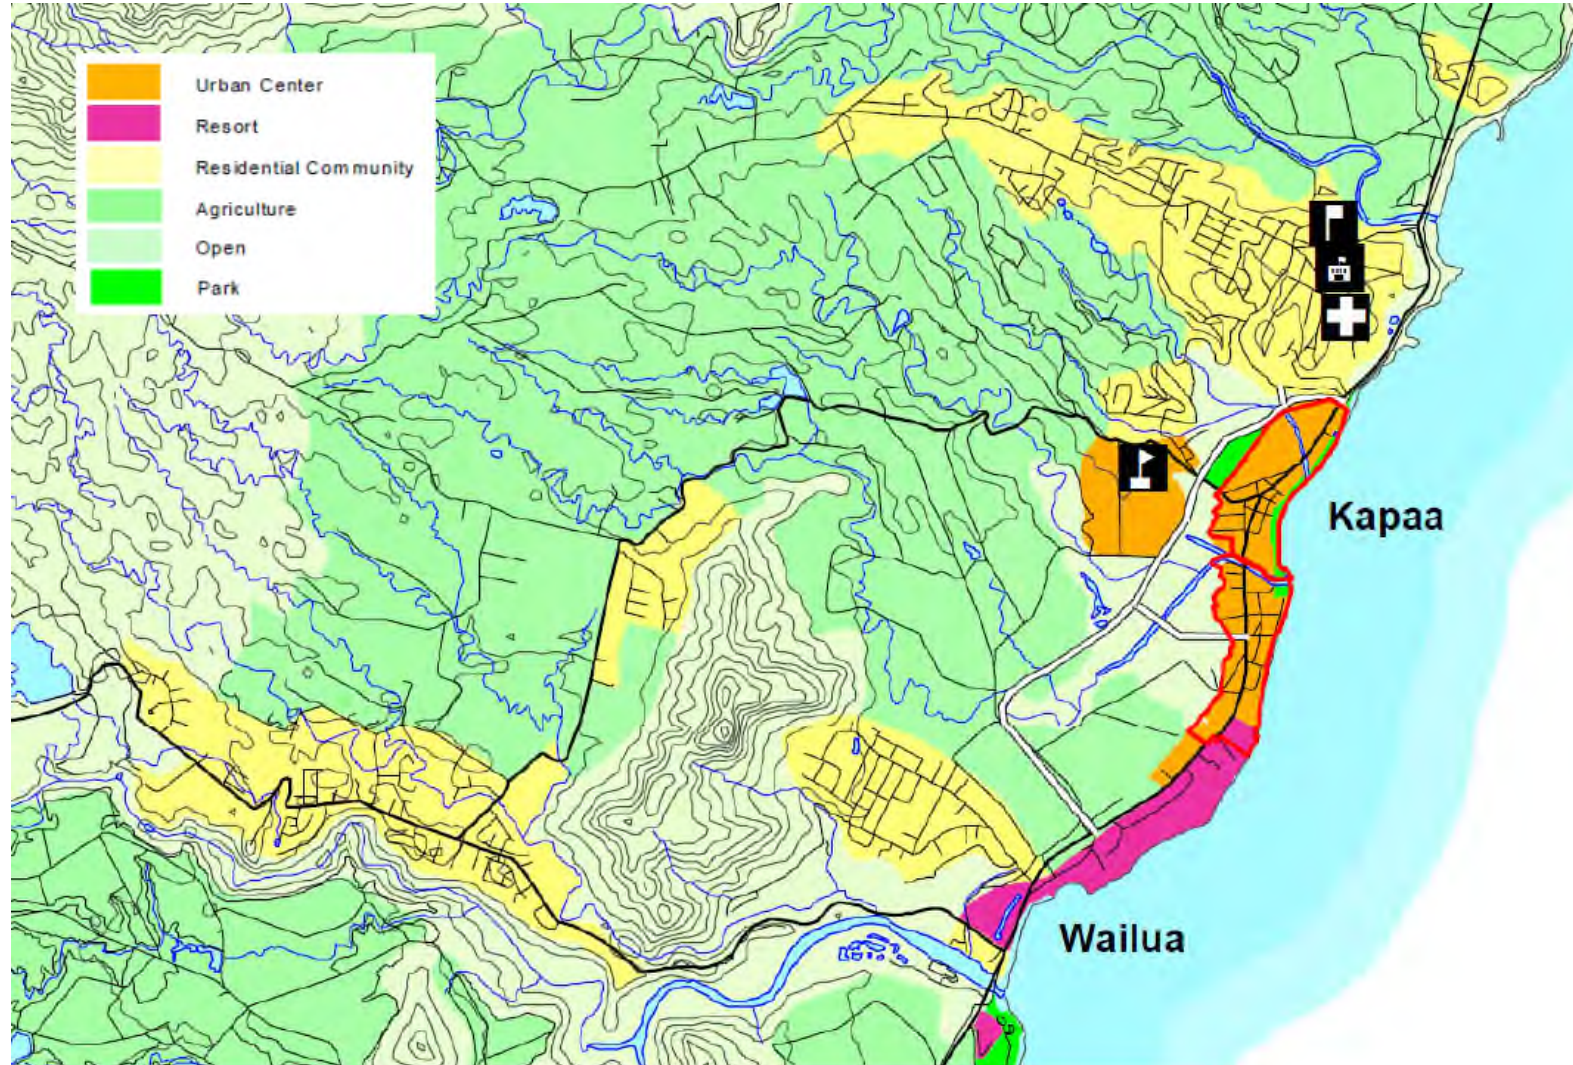 Urban Center
Resort
Residential Community
Agriculture
Open
Park
Kapaa
Wailua